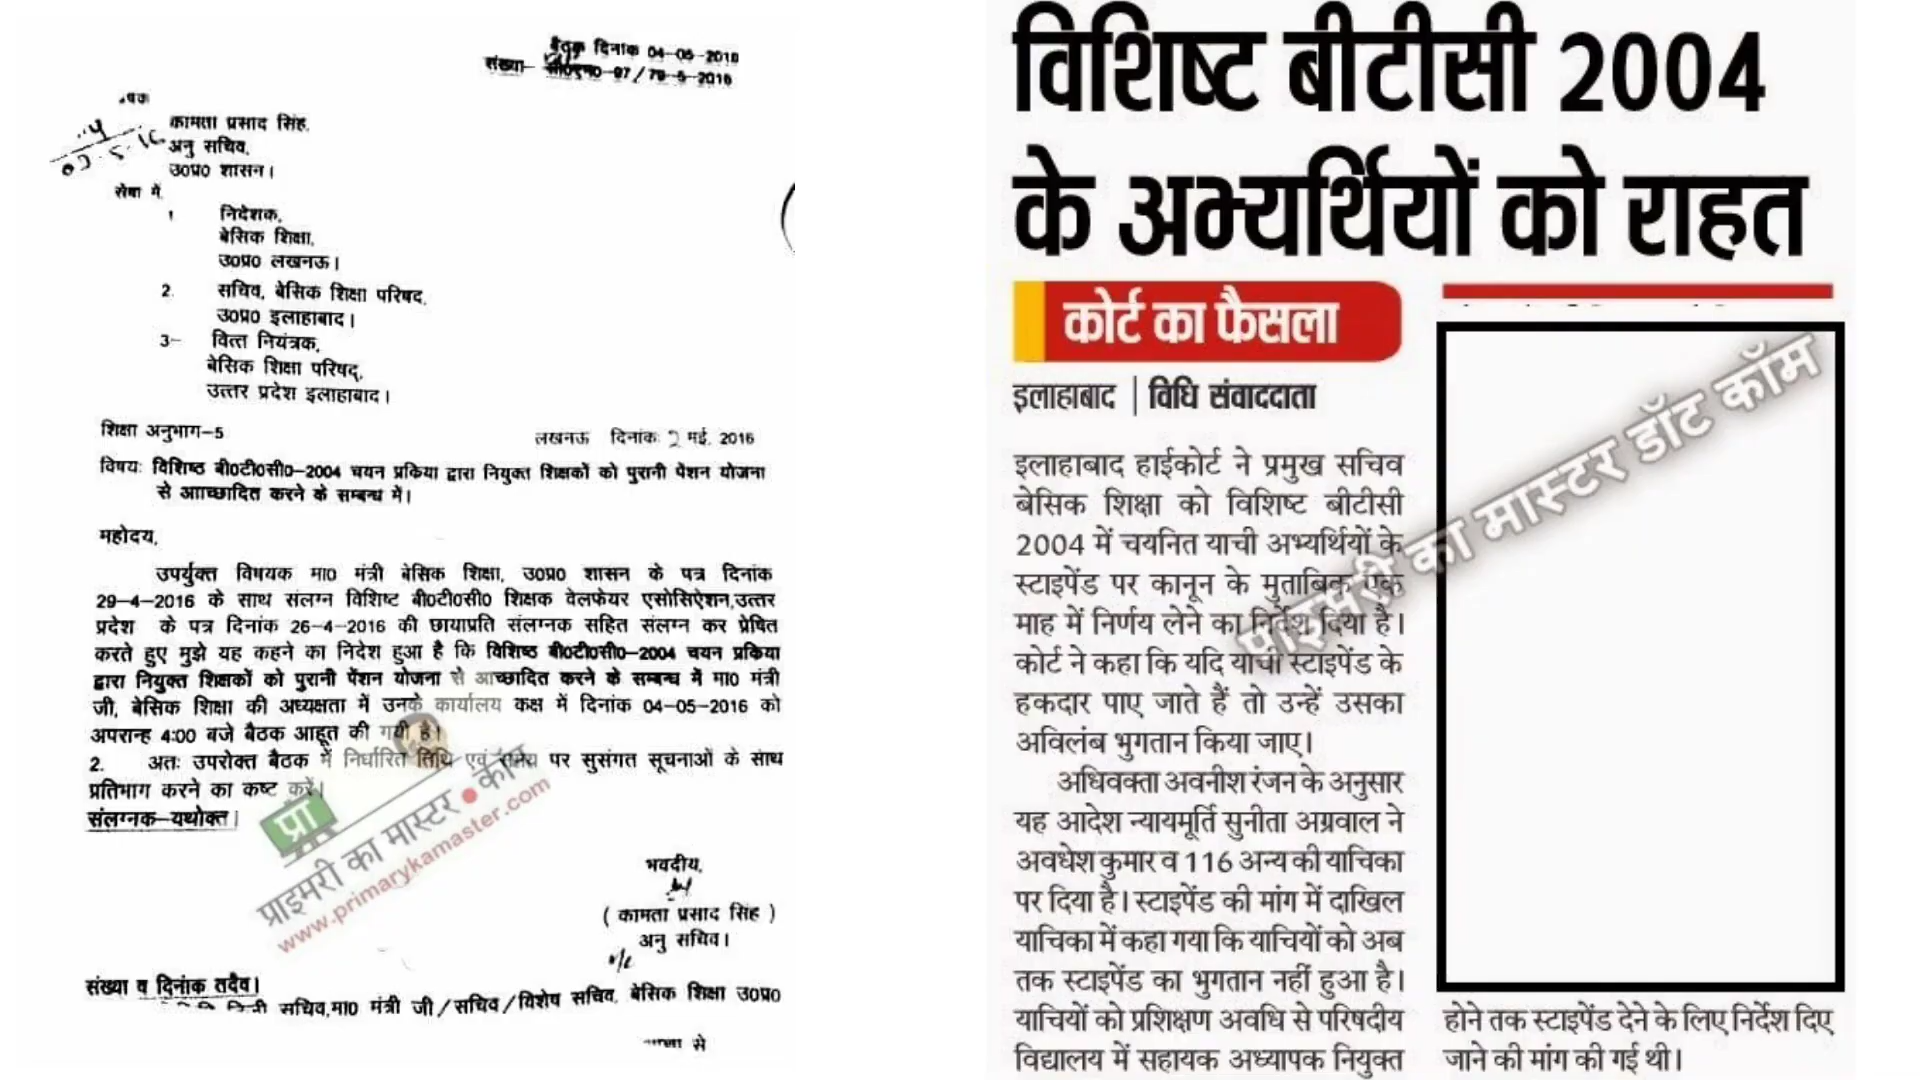 बैठक दिनांक 04-05-2016
संख्या- सी0एम0-97/79-5-2016
कामता प्रसाद सिंह,
अनु सचिव,
उ0प्र0 शासन।
सेवा में,
1 निदेशक,
बेसिक शिक्षा,
उ0प्र0 लखनऊ।
2. सचिव, बेसिक शिक्षा परिषद,
उ0प्र0 इलाहाबाद।
3- वित्त नियंत्रक,
बेसिक शिक्षा परिषद्,
उत्तर प्रदेश इलाहाबाद।
शिक्षा अनुभाग-5
लखनऊ दिनांक: 2 मई, 2016
विषय: विशिष्ठ बी0टी0सी0-2004 चयन प्रकिया द्वारा नियुक्त शिक्षकों को पुरानी पेंशन योजना
से आाच्छादित करने के सम्बन्ध में।
महोदय,
उपर्युक्त विषयक मा0 मंत्री बेसिक शिक्षा, उ0प्र0 शासन के पत्र दिनांक
29-4-2016 के साथ संलग्न विशिष्ट बी0टी0सी0 शिक्षक वेलफेयर एसोसिऐशन,उत्तर
प्रदेश के पत्र दिनांक 26-4-2016 की छायाप्रति संलग्नक सहित संलग्न कर प्रेषित
करते हुए मुझे यह कहने का निदेश हुआ है कि विशिष्ठ बी0टी0सी0-2004 चयन प्रकिया
द्वारा नियुक्त शिक्षकों को पुरानी पेंशन योजना से आच्छादित करने के सम्बन्ध में मा0 मंत्री
जी, बेसिक शिक्षा की अध्यक्षता में उनके कार्यालय कक्ष में दिनांक 04-05-2016 को
अपरान्ह 4:00 बजे बैठक आहूत की गयी है।
2. अतः उपरोक्त बैठक में निर्धारित तिथि एवं समय पर सुसंगत सूचनाओं के साथ
प्रतिभाग करने का कष्ट करें।
संलग्नक-यथोक्त।
प्रा
प्राइमरी का मास्टर ● कॉम
www.primarykamaster.com
भवदीय,
( कामता प्रसाद सिंह )
अनु सचिव।
संख्या व दिनांक तदैव।
सचिव,मा0 मंत्री जी/सचिव/विशेष सचिव, बेसिक शिक्षा उ0प्र0
से
विशिष्ट बीटीसी 2004
के अभ्यर्थियों को राहत
कोर्ट का फैसला
इलाहाबाद | विधि संवाददाता
इलाहाबाद हाईकोर्ट ने प्रमुख सचिव
बेसिक शिक्षा को विशिष्ट बीटीसी
2004 में चयनित याची अभ्यर्थियों के
स्टाइपेंड पर कानून के मुताबिक एक
माह में निर्णय लेने का निर्देश दिया है।
कोर्ट ने कहा कि यदि याची स्टाइपेंड के
हकदार पाए जाते हैं तो उन्हें उसका
अविलंब भुगतान किया जाए।
अधिवक्ता अवनीश रंजन के अनुसार
यह आदेश न्यायमूर्ति सुनीता अग्रवाल ने
अवधेश कुमार व 116 अन्य की याचिका
पर दिया है। स्टाइपेंड की मांग में दाखिल
याचिका में कहा गया कि याचियों को अब
तक स्टाइपेंड का भुगतान नहीं हुआ है।
याचियों को प्रशिक्षण अवधि से परिषदीय
विद्यालय में सहायक अध्यापक नियुक्त
होने तक स्टाइपेंड देने के लिए निर्देश दिए
जाने की मांग की गई थी।
प्राइमरी का मास्टर डॉट कॉम